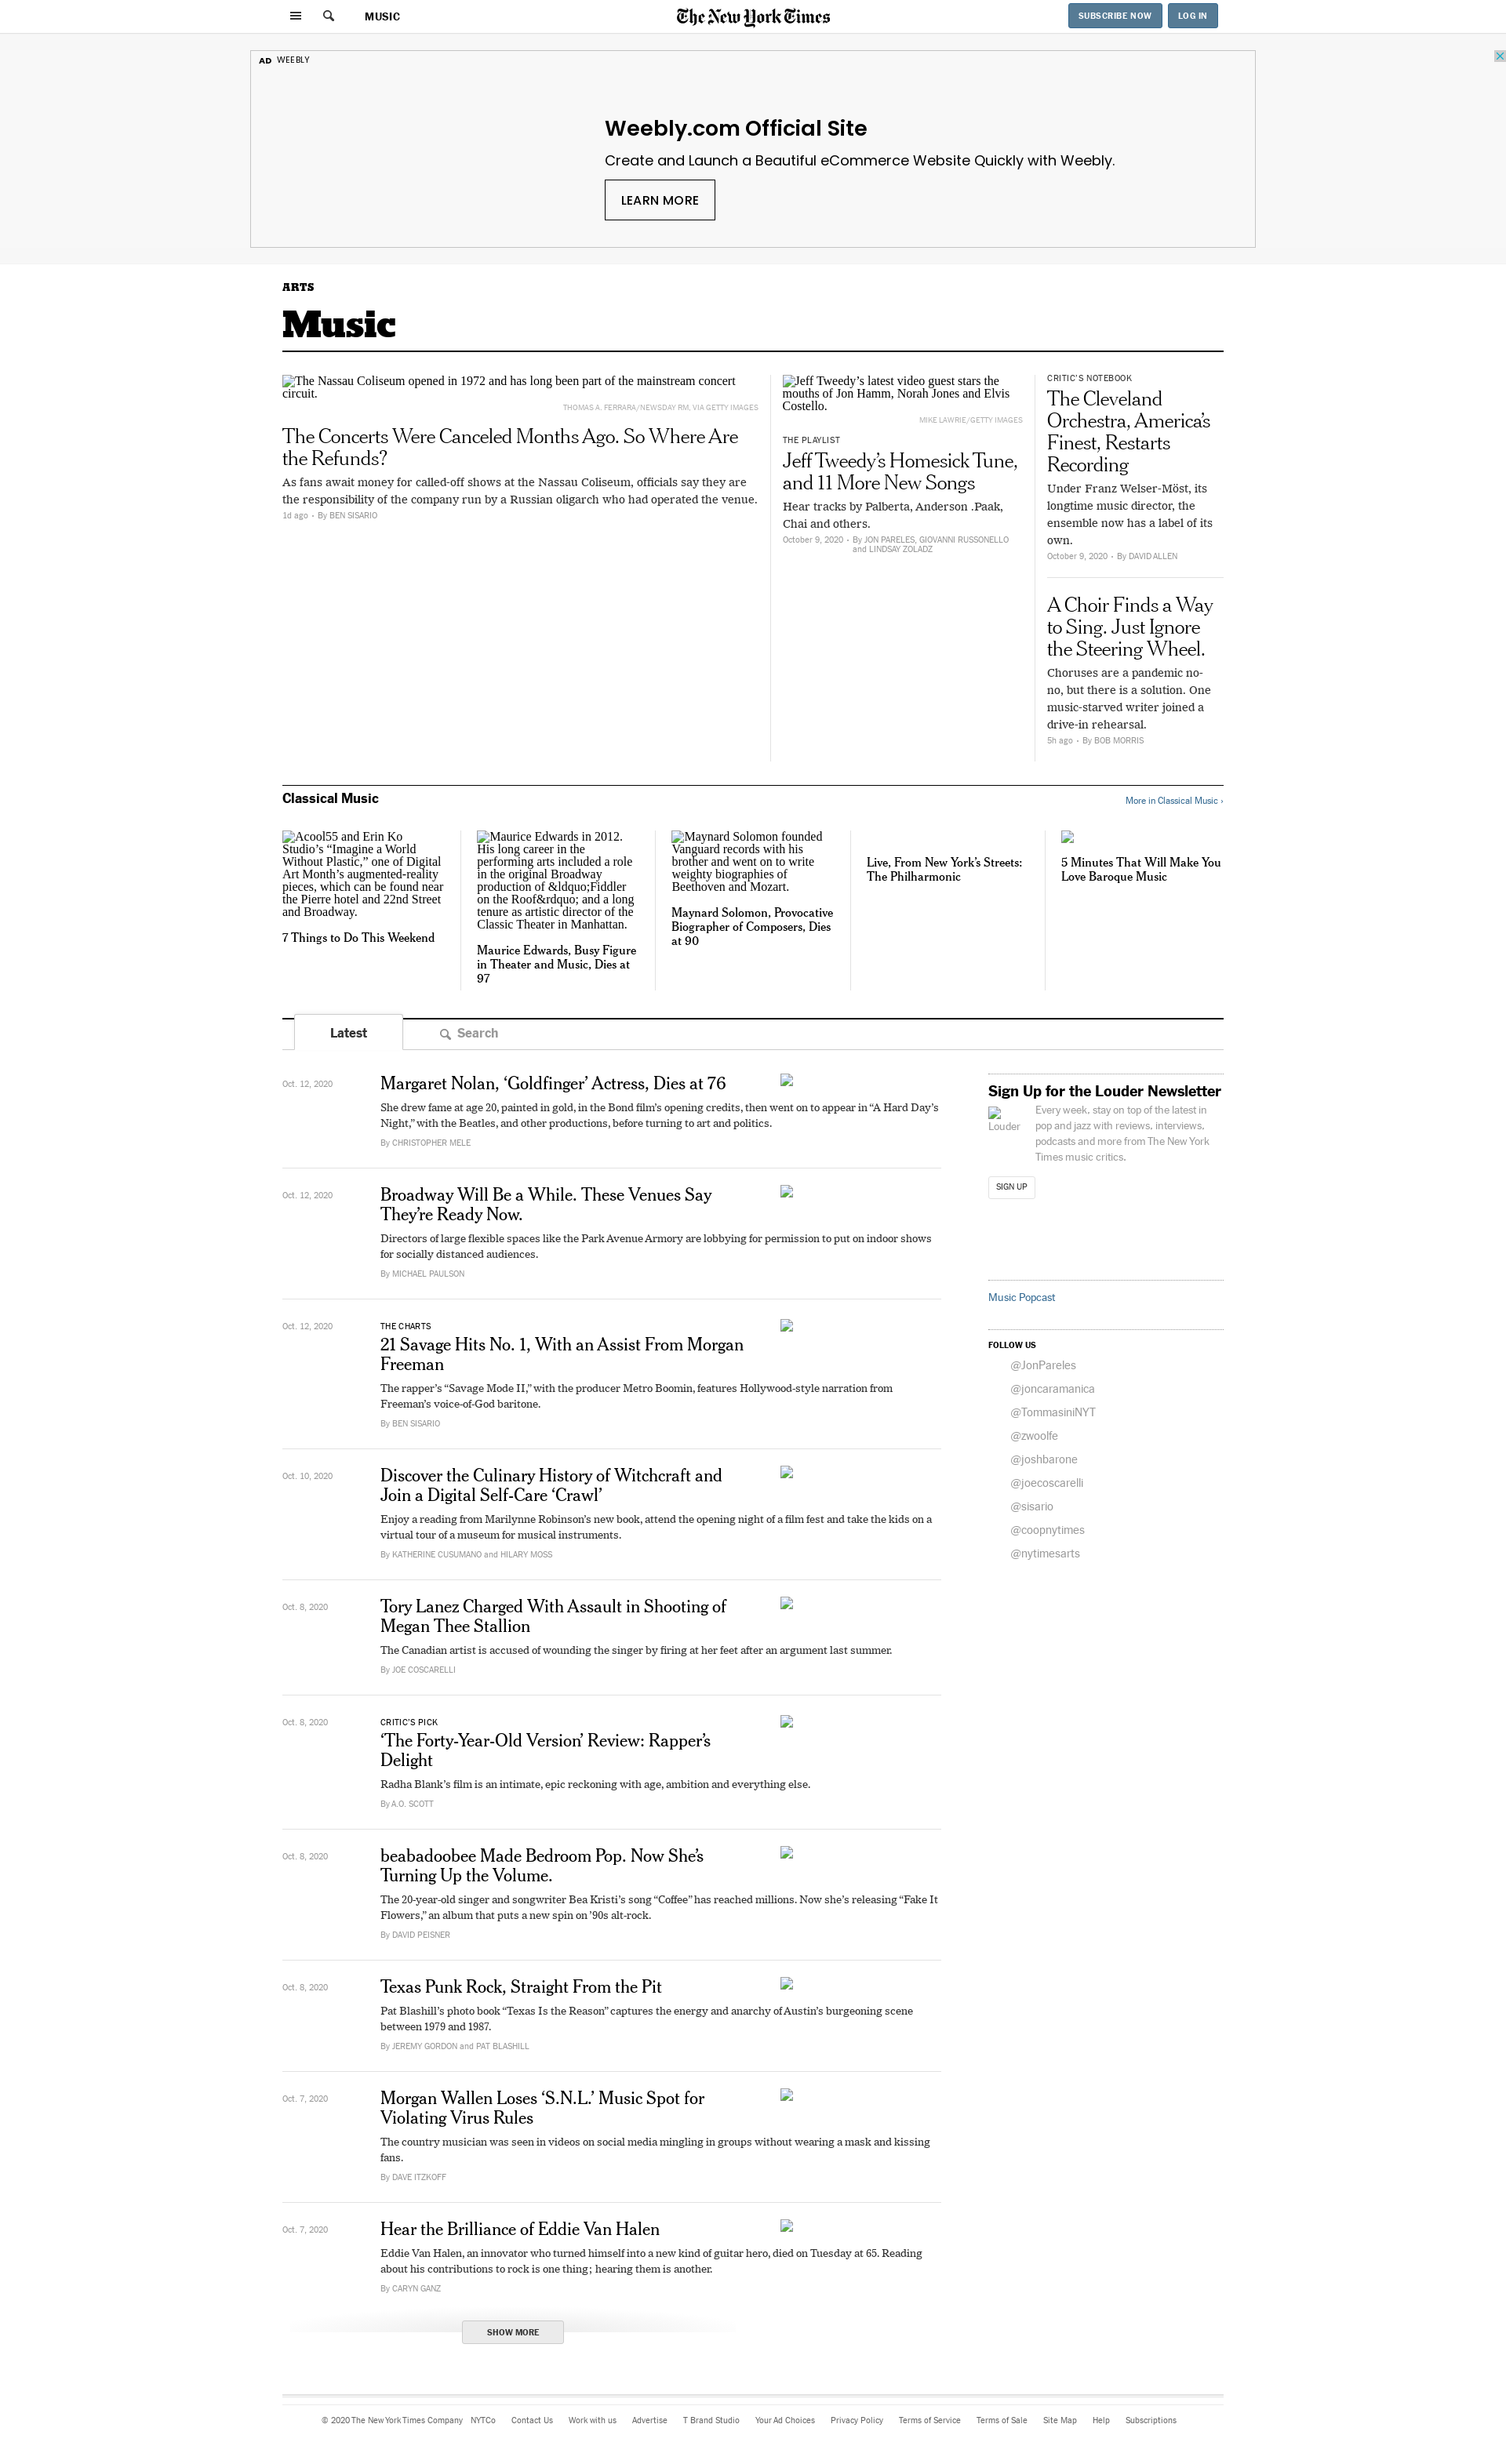 MUSIC
The New York Times
SUBSCRIBE NOW
LOG IN
AD WEEBLY
Weebly.com Official Site
Create and Launch a Beautiful eCommerce Website Quickly with Weebly.
LEARN MORE
ARTS
Music
The Nassau Coliseum opened in 1972 and has long been part of the mainstream concert
circuit.
THOMAS A. FERRARA/NEWSDAY RM, VIA GETTY IMAGES
The Concerts Were Canceled Months Ago. So Where Are
the Refunds?
As fans await money for called-off shows at the Nassau Coliseum, officials say they are
the responsibility of the company run by a Russian oligarch who had operated the venue.
1d ago • By BEN SISARIO
Jeff Tweedy’s latest video guest stars the
mouths of Jon Hamm, Norah Jones and Elvis
Costello.
MIKE LAWRIE/GETTY IMAGES
THE PLAYLIST
Jeff Tweedy’s Homesick Tune,
and 11 More New Songs
Hear tracks by Palberta, Anderson .Paak,
Chai and others.
October 9, 2020 • By JON PARELES, GIOVANNI RUSSONELLO
and LINDSAY ZOLADZ
CRITIC’S NOTEBOOK
The Cleveland
Orchestra, America’s
Finest, Restarts
Recording
Under Franz Welser-Möst, its
longtime music director, the
ensemble now has a label of its
own.
October 9, 2020 • By DAVID ALLEN
A Choir Finds a Way
to Sing. Just Ignore
the Steering Wheel.
Choruses are a pandemic no-
no, but there is a solution. One
music-starved writer joined a
drive-in rehearsal.
5h ago • By BOB MORRIS
Classical Music
More in Classical Music ›
Acool55 and Erin Ko
Studio’s “Imagine a World
Without Plastic,” one of Digital
Art Month’s augmented-reality
pieces, which can be found near
the Pierre hotel and 22nd Street
and Broadway.
7 Things to Do This Weekend
Maurice Edwards in 2012.
His long career in the
performing arts included a role
in the original Broadway
production of &ldquo;Fiddler
on the Roof&rdquo; and a long
tenure as artistic director of the
Classic Theater in Manhattan.
Maurice Edwards, Busy Figure
in Theater and Music, Dies at
97
Maynard Solomon founded
Vanguard records with his
brother and went on to write
weighty biographies of
Beethoven and Mozart.
Maynard Solomon, Provocative
Biographer of Composers, Dies
at 90
Live, From New York’s Streets:
The Philharmonic
5 Minutes That Will Make You
Love Baroque Music
Latest
Search
Oct. 12, 2020
Margaret Nolan, ‘Goldfinger’ Actress, Dies at 76
She drew fame at age 20, painted in gold, in the Bond film’s opening credits, then went on to appear in “A Hard Day’s
Night,” with the Beatles, and other productions, before turning to art and politics.
By CHRISTOPHER MELE
Oct. 12, 2020
Broadway Will Be a While. These Venues Say
They’re Ready Now.
Directors of large flexible spaces like the Park Avenue Armory are lobbying for permission to put on indoor shows
for socially distanced audiences.
By MICHAEL PAULSON
Oct. 12, 2020
THE CHARTS
21 Savage Hits No. 1, With an Assist From Morgan
Freeman
The rapper’s “Savage Mode II,” with the producer Metro Boomin, features Hollywood-style narration from
Freeman’s voice-of-God baritone.
By BEN SISARIO
Oct. 10, 2020
Discover the Culinary History of Witchcraft and
Join a Digital Self-Care ‘Crawl’
Enjoy a reading from Marilynne Robinson’s new book, attend the opening night of a film fest and take the kids on a
virtual tour of a museum for musical instruments.
By KATHERINE CUSUMANO and HILARY MOSS
Oct. 8, 2020
Tory Lanez Charged With Assault in Shooting of
Megan Thee Stallion
The Canadian artist is accused of wounding the singer by firing at her feet after an argument last summer.
By JOE COSCARELLI
Oct. 8, 2020
CRITIC’S PICK
‘The Forty-Year-Old Version’ Review: Rapper’s
Delight
Radha Blank’s film is an intimate, epic reckoning with age, ambition and everything else.
By A.O. SCOTT
Oct. 8, 2020
beabadoobee Made Bedroom Pop. Now She’s
Turning Up the Volume.
The 20-year-old singer and songwriter Bea Kristi’s song “Coffee” has reached millions. Now she’s releasing “Fake It
Flowers,” an album that puts a new spin on ’90s alt-rock.
By DAVID PEISNER
Oct. 8, 2020
Texas Punk Rock, Straight From the Pit
Pat Blashill’s photo book “Texas Is the Reason” captures the energy and anarchy of Austin’s burgeoning scene
between 1979 and 1987.
By JEREMY GORDON and PAT BLASHILL
Oct. 7, 2020
Morgan Wallen Loses ‘S.N.L.’ Music Spot for
Violating Virus Rules
The country musician was seen in videos on social media mingling in groups without wearing a mask and kissing
fans.
By DAVE ITZKOFF
Oct. 7, 2020
Hear the Brilliance of Eddie Van Halen
Eddie Van Halen, an innovator who turned himself into a new kind of guitar hero, died on Tuesday at 65. Reading
about his contributions to rock is one thing; hearing them is another.
By CARYN GANZ
SHOW MORE
Sign Up for the Louder Newsletter
Louder
Every week, stay on top of the latest in
pop and jazz with reviews, interviews,
podcasts and more from The New York
Times music critics.
SIGN UP
Music Popcast
FOLLOW US
@JonPareles
@joncaramanica
@TommasiniNYT
@zwoolfe
@joshbarone
@joecoscarelli
@sisario
@coopnytimes
@nytimesarts
© 2020 The New York Times Company NYTCo Contact Us Work with us Advertise T Brand Studio Your Ad Choices Privacy Policy Terms of Service Terms of Sale Site Map Help Subscriptions